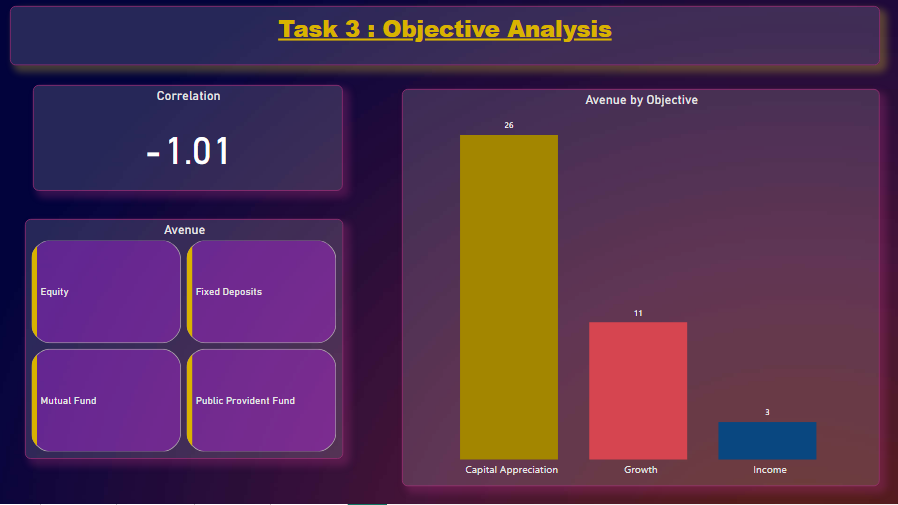 Task 3 : Objective Analysis
Correlation
-1.01
Avenue
Equity
Fixed Deposits
Mutual Fund
Public Provident Fund
Avenue by Objective
26
11
3
Capital Appreciation
Growth
Income